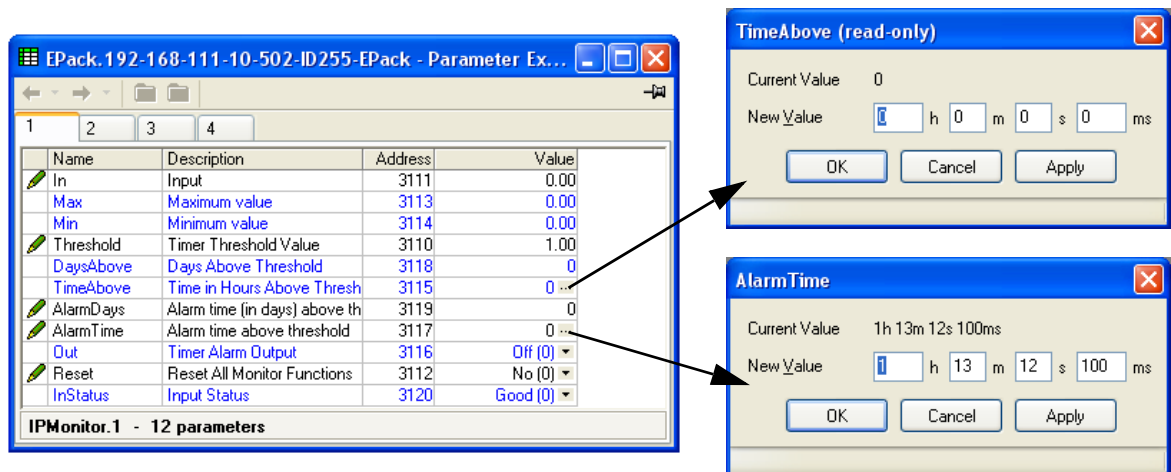 EPack.192-168-111-10-502-ID255-EPack - Parameter Ex...
1 2 3 4
Name Description Address Value
In Input 3111 0.00
Max Maximum value 3113 0.00
Min Minimum value 3114 0.00
Threshold Timer Threshold Value 3110 1.00
DaysAbove Days Above Threshold 3118 0
TimeAbove Time in Hours Above Thresh 3115 0 ...
AlarmDays Alarm time (in days) above th 3119 0
AlarmTime Alarm time above threshold 3117 0 ...
Out Timer Alarm Output 3116 Off (0)
Reset Reset All Monitor Functions 3112 No (0)
InStatus Input Status 3120 Good (0)
IPMonitor.1 - 12 parameters
TimeAbove (read-only)
Current Value 0
New Value 0 h 0 m 0 s 0 ms
OK Cancel Apply
AlarmTime
Current Value 1h 13m 12s 100ms
New Value 1 h 13 m 12 s 100 ms
OK Cancel Apply